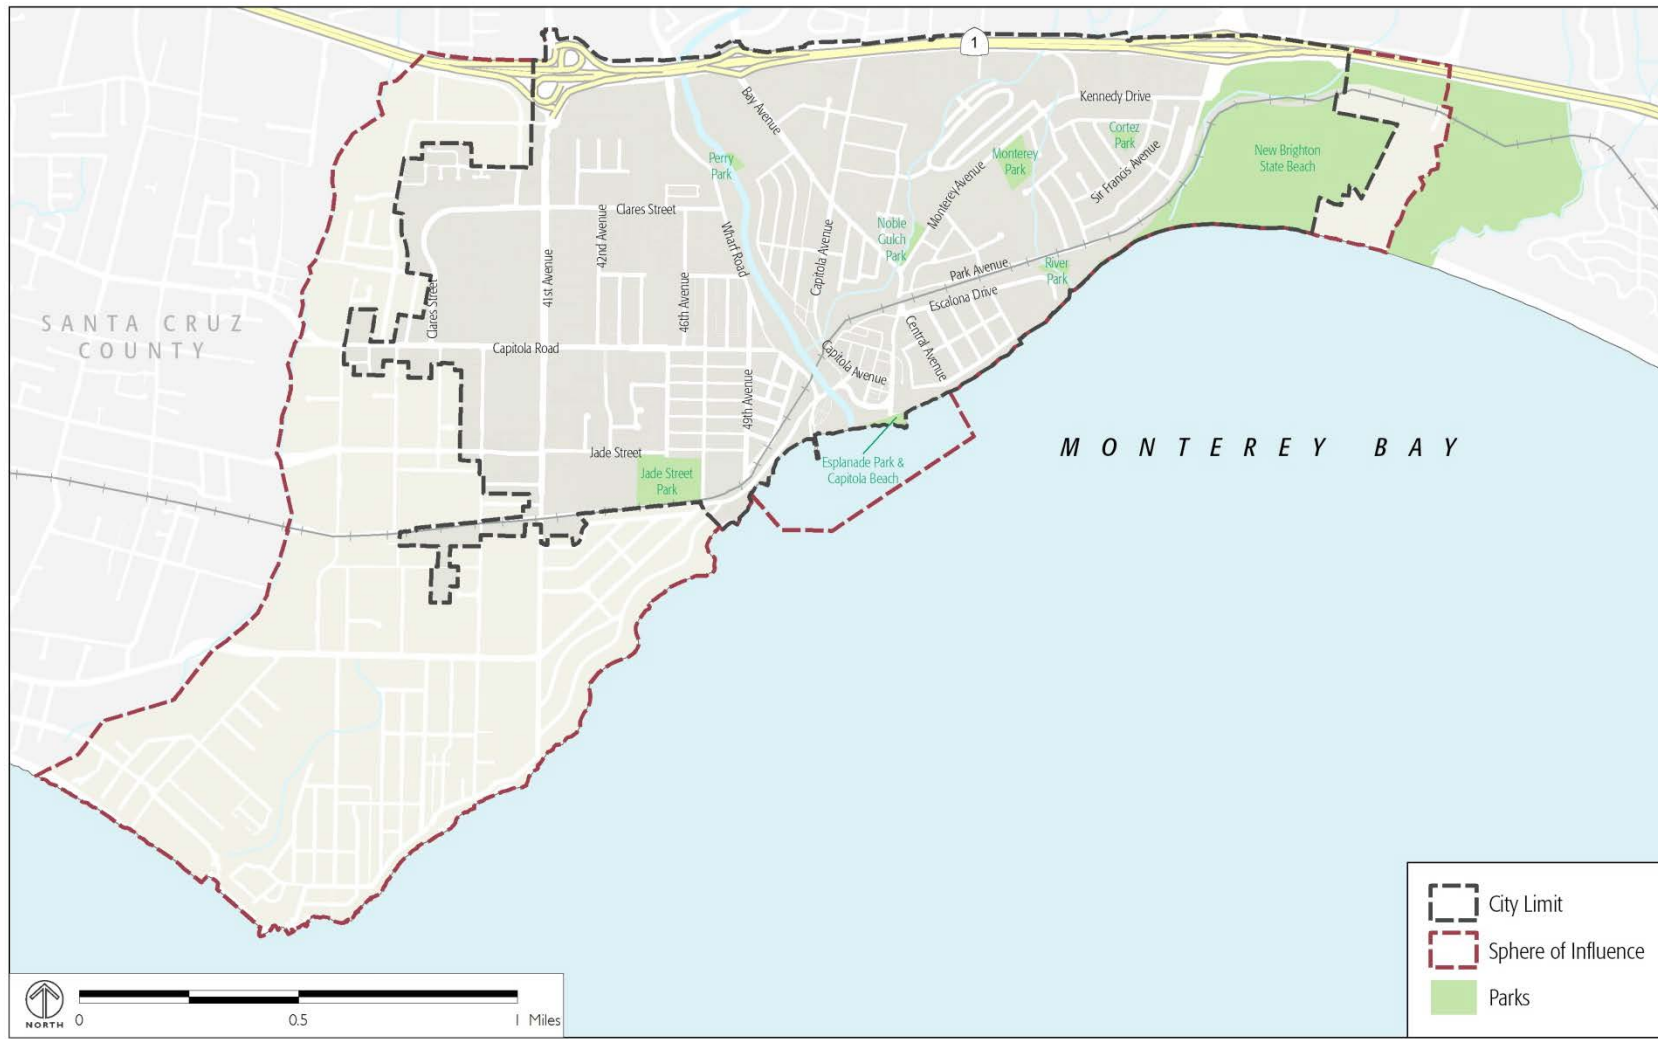 1
Bay Avenue
Kennedy Drive
Cortez
Park
Monterey
Park
New Brighton
State Beach
Perry
Park
Sir Francis Avenue
Monterey Avenue
Clares Street
42nd Avenue
Wharf Road
Noble
Gulch
Park
Capitola Avenue
41st Avenue
46th Avenue
Park Avenue
River
Park
Escalona Drive
Clares Street
SANTA CRUZ
COUNTY
Central Avenue
Capitola Road
Capitola Avenue
49th Avenue
MONTEREY BAY
Jade Street
Jade Street
Park
Esplanade Park &
Capitola Beach
City Limit
Sphere of Influence
Parks
NORTH
0 0.5 1 Miles